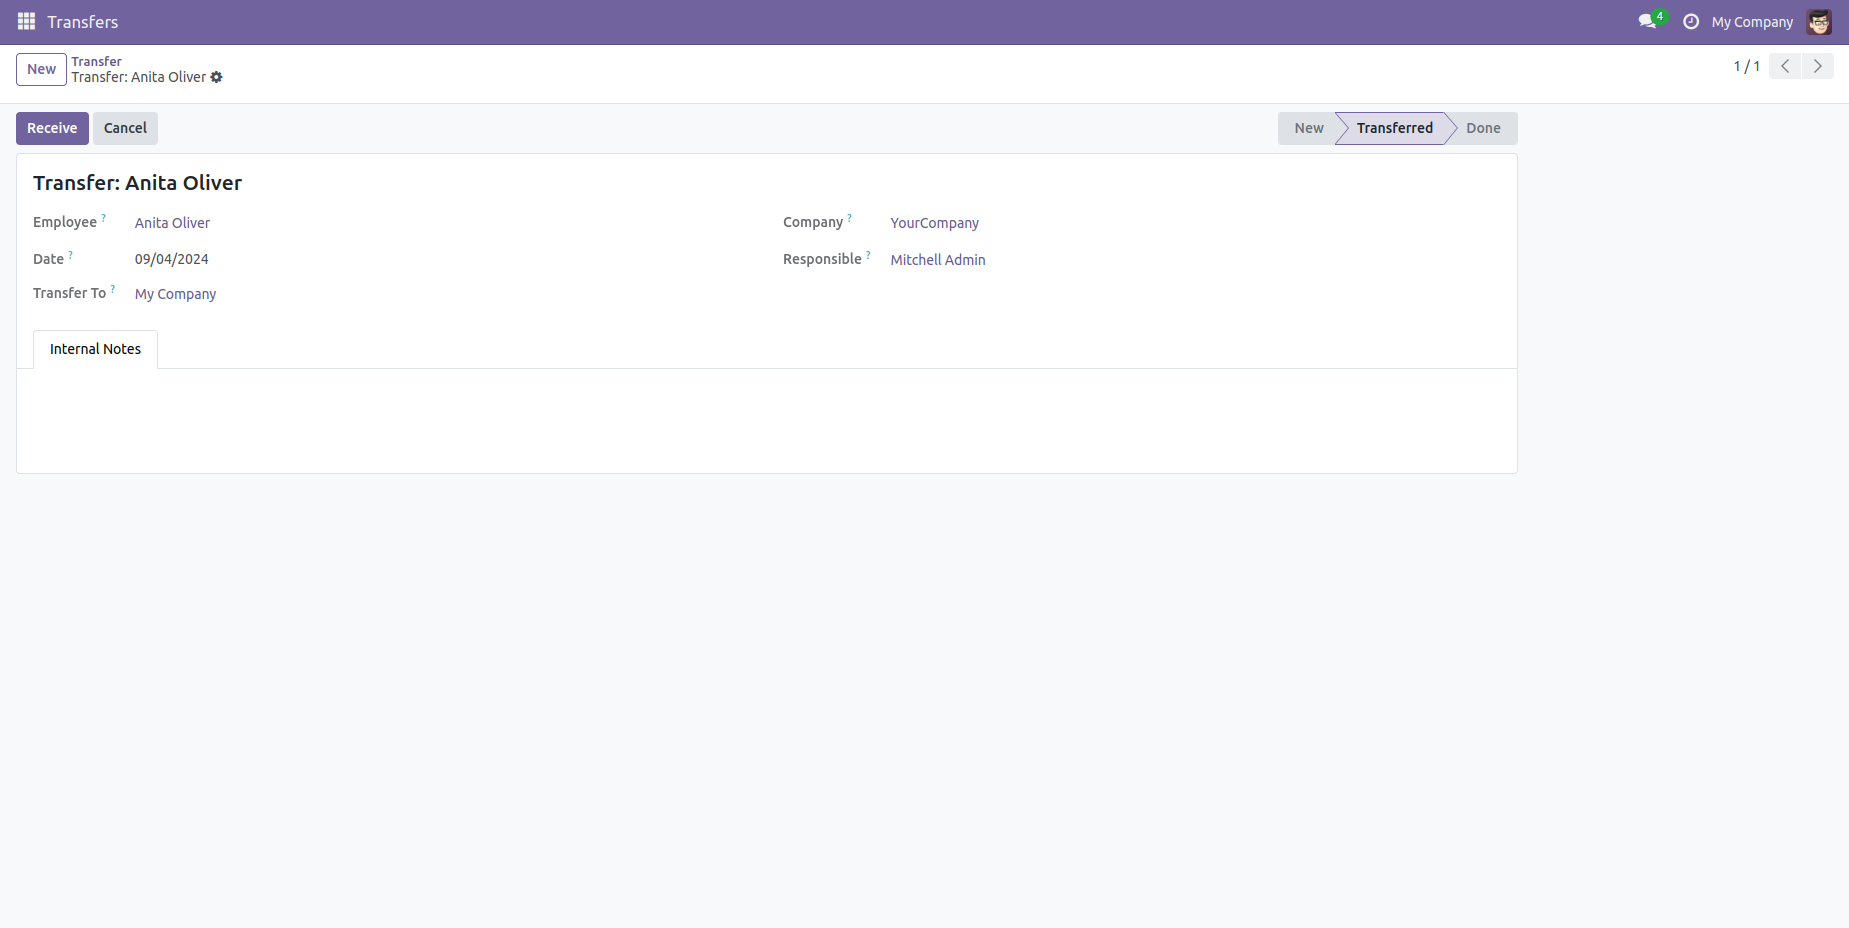 Transfers
4
My Company
New
Transfer
Transfer: Anita Oliver
1 / 1
Receive
Cancel
New
Transferred
Done
Transfer: Anita Oliver
Employee ?
Anita Oliver
Company ?
YourCompany
Date ?
09/04/2024
Responsible ?
Mitchell Admin
Transfer To ?
My Company
Internal Notes